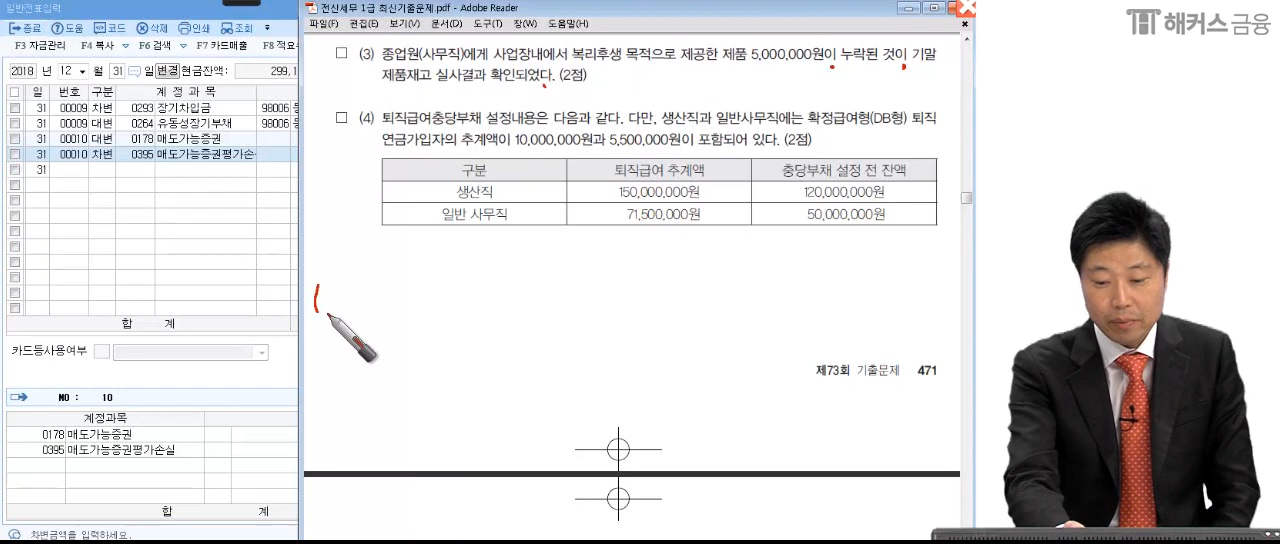 일반전표입력
종료 도움 코드 삭제 인쇄 조회
F3 자금관리 F4 복사 F6 검색 F7 카드매출 F8 적요
2018 년 12 월 31 일 변경 현금잔액: 299,1
일 번호 구분 계 정 과 목
31 00009 차변 0293 장기차입금 98006
31 00009 대변 0264 유동성장기부채 98006
31 00010 대변 0178 매도가능증권
31 00010 차변 0395 매도가능증권평가손
31
합 계
카드등사용여부
NO : 10
계정과목
0178 매도가능증권
0395 매도가능증권평가손실
합 계
차변금액을 입력하세요.
전산세무 1급 최신기출문제.pdf - Adobe Reader
파일(F) 편집(E) 보기(V) 문서(D) 도구(T) 창(W) 도움말(H)
(3) 종업원(사무직)에게 사업장내에서 복리후생 목적으로 제공한 제품 5,000,000원이 누락된 것이 기말
제품재고 실사결과 확인되었다. (2점)
(4) 퇴직급여충당부채 설정내용은 다음과 같다. 다만, 생산직과 일반사무직에는 확정급여형(DB형) 퇴직
연금가입자의 추계액이 10,000,000원과 5,500,000원이 포함되어 있다. (2점)
구분 퇴직급여 추계액 충당부채 설정 전 잔액
생산직 150,000,000원 120,000,000원
일반 사무직 71,500,000원 50,000,000원
제73회 기출문제 471
해커스 금융